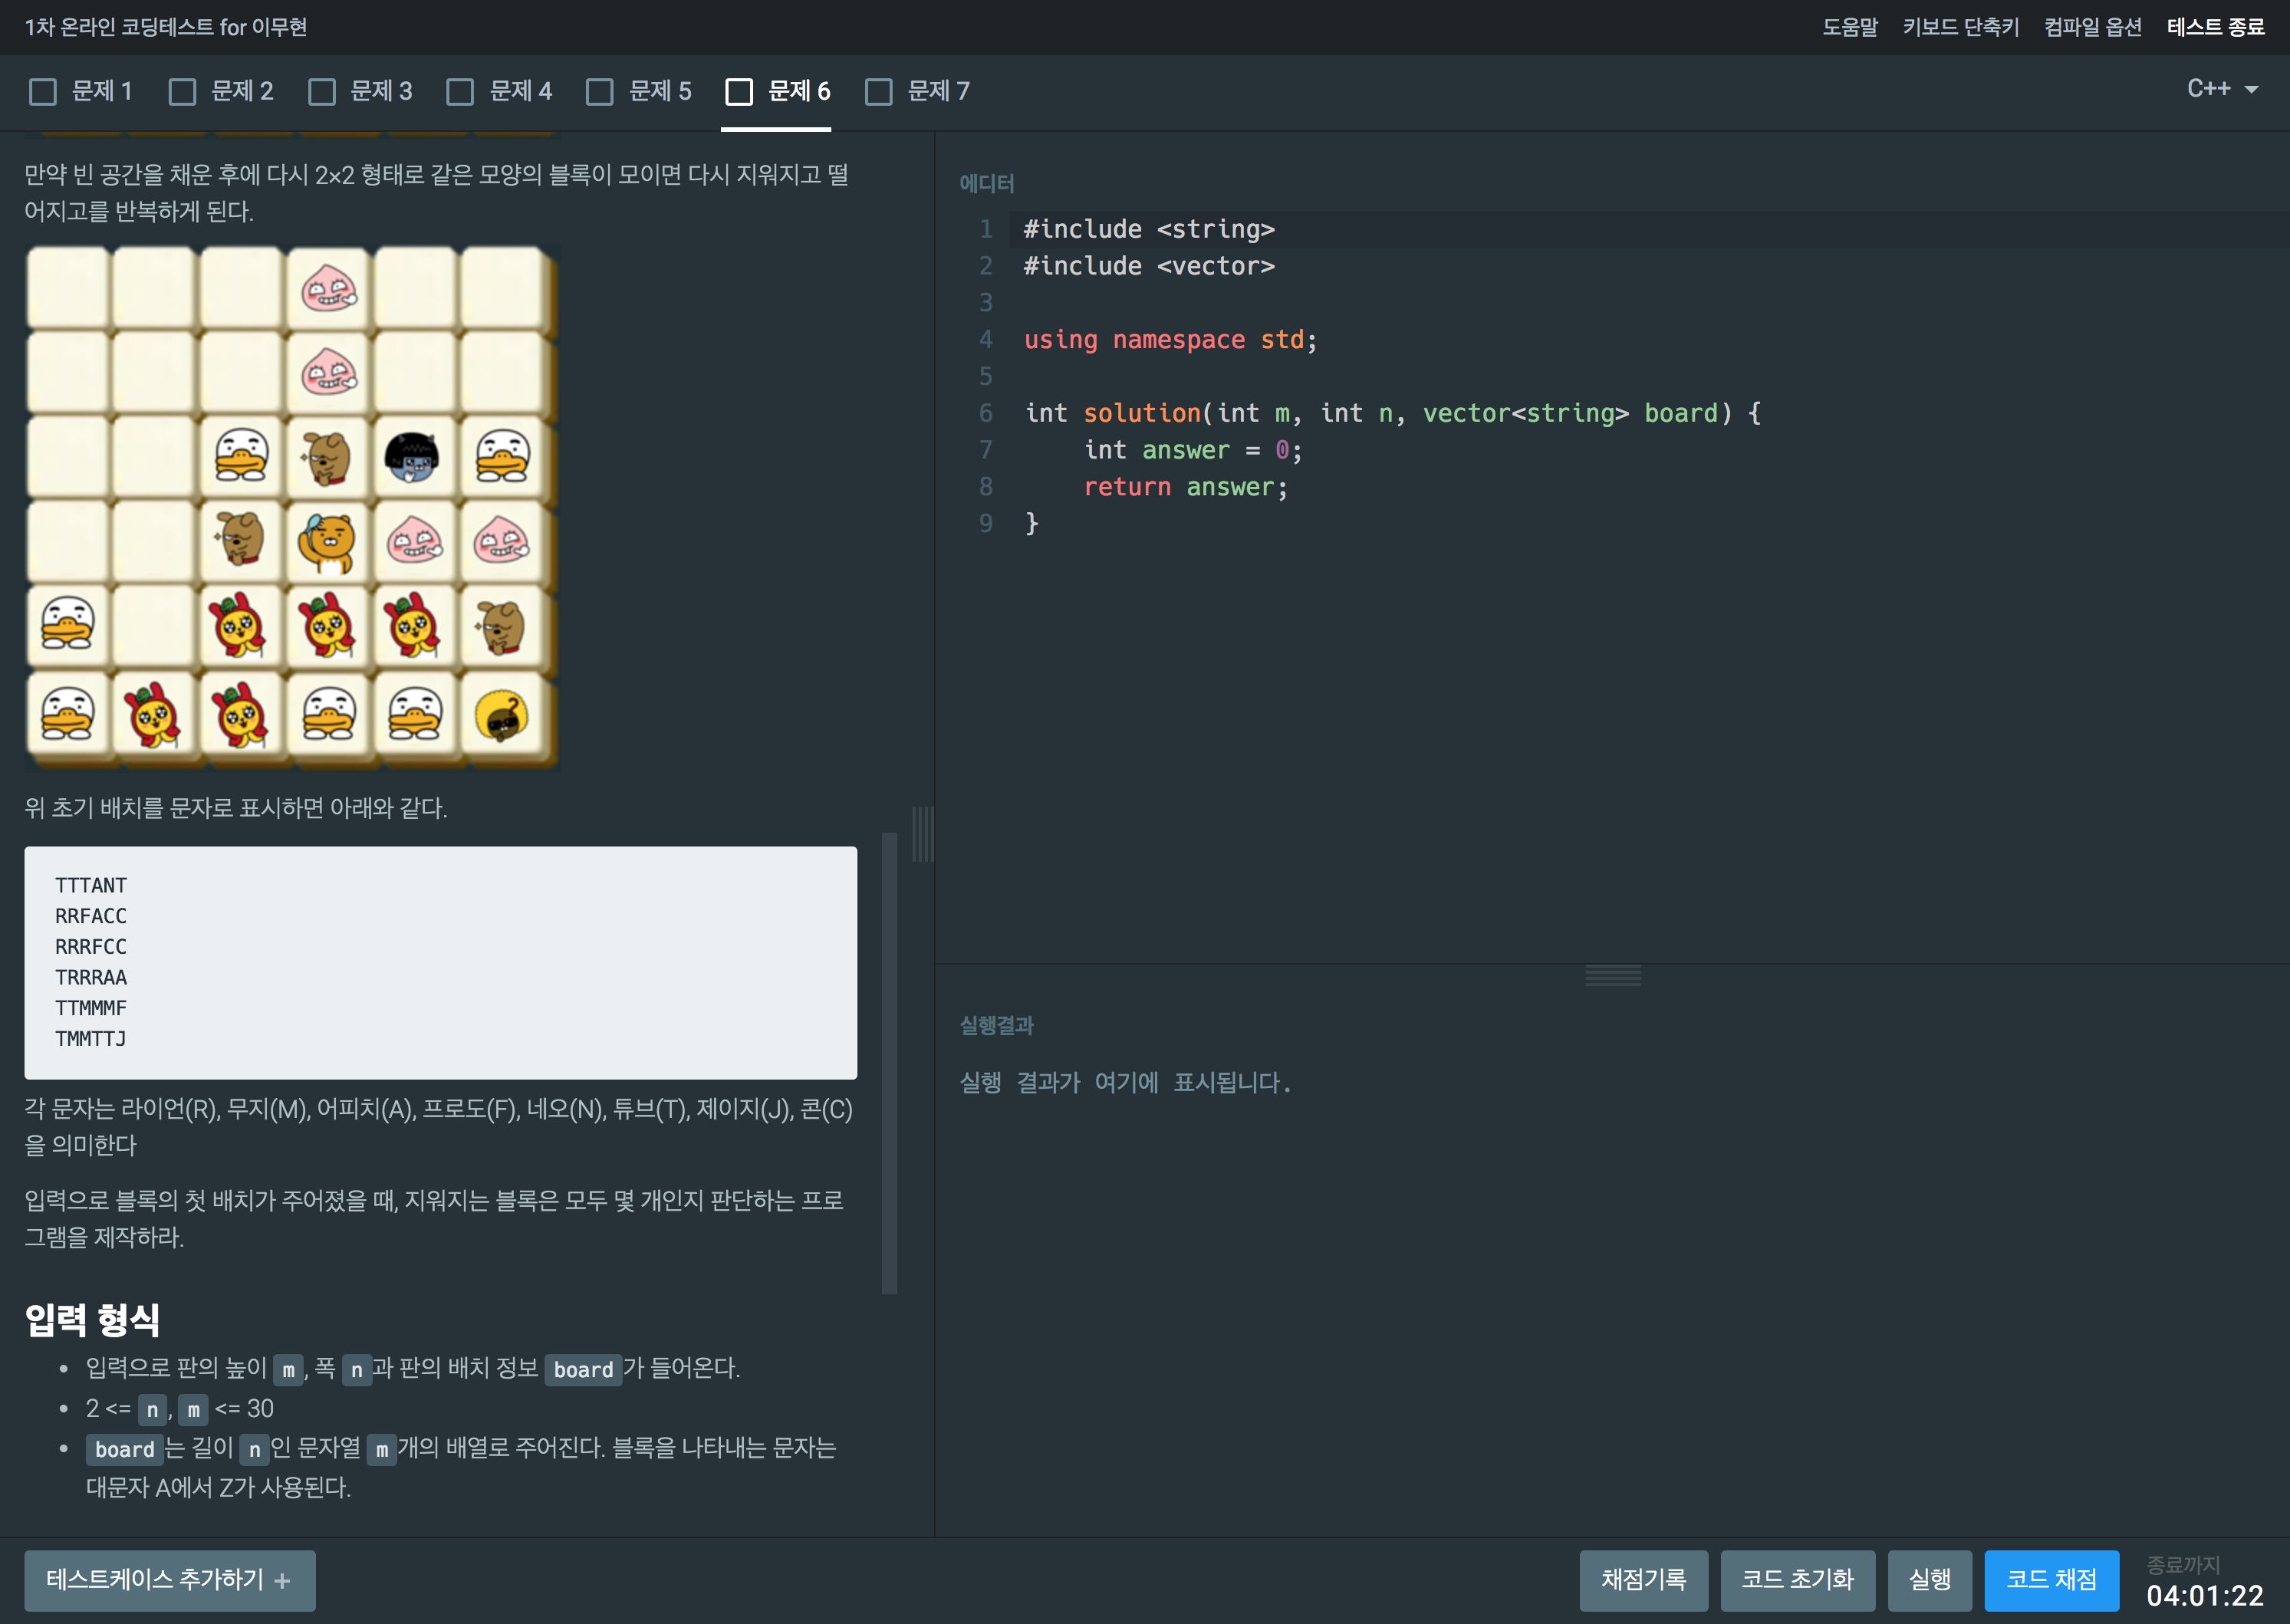 1차 온라인 코딩테스트 for 이무현
도움말 키보드 단축키 컴파일 옵션 테스트 종료
문제 1 문제 2 문제 3 문제 4 문제 5 문제 6 문제 7
C++
만약 빈 공간을 채운 후에 다시 2×2 형태로 같은 모양의 블록이 모이면 다시 지워지고 떨
어지고를 반복하게 된다.
위 초기 배치를 문자로 표시하면 아래와 같다.
TTTANT
RRFACC
RRRFCC
TRRRAA
TTMMMF
TMMTTJ
각 문자는 라이언(R), 무지(M), 어피치(A), 프로도(F), 네오(N), 튜브(T), 제이지(J), 콘(C)
을 의미한다
입력으로 블록의 첫 배치가 주어졌을 때, 지워지는 블록은 모두 몇 개인지 판단하는 프로
그램을 제작하라.
입력 형식
• 입력으로 판의 높이 m, 폭 n과 판의 배치 정보 board가 들어온다.
• 2 <= n, m <= 30
• board는 길이 n인 문자열 m개의 배열로 주어진다. 블록을 나타내는 문자는
대문자 A에서 Z가 사용된다.
에디터
1 #include <string>
2 #include <vector>
3
4 using namespace std;
5
6 int solution(int m, int n, vector<string> board) {
7     int answer = 0;
8     return answer;
9 }
실행결과
실행 결과가 여기에 표시됩니다.
테스트케이스 추가하기 +
채점기록 코드 초기화 실행 코드 채점
종료까지
04:01:22